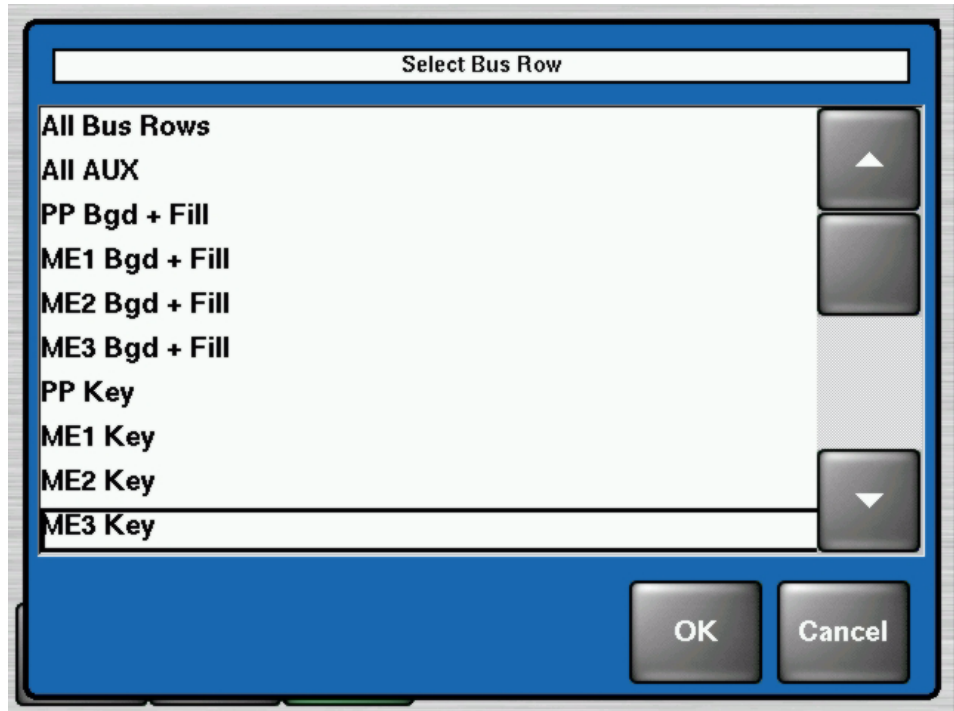 Select Bus Row
All Bus Rows
All AUX
PP Bgd + Fill
ME1 Bgd + Fill
ME2 Bgd + Fill
ME3 Bgd + Fill
PP Key
ME1 Key
ME2 Key
ME3 Key
OK
Cancel